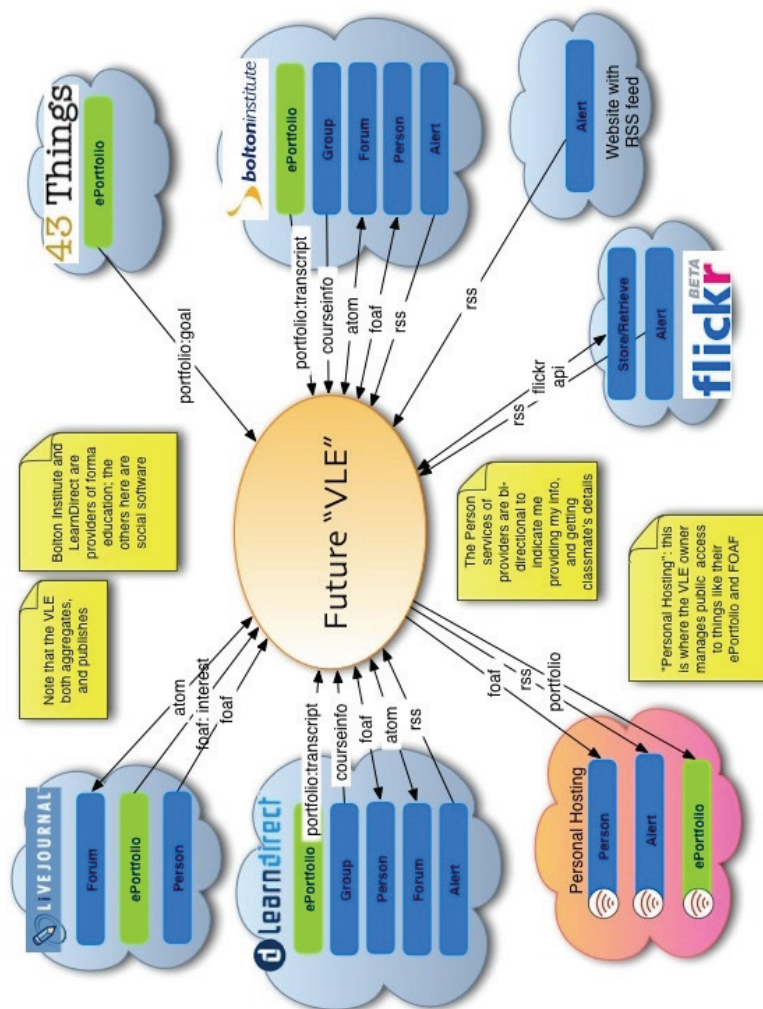 LIVEJOURNAL
Forum
ePortfolio
Person
atom
foaf: interest
foaf
Note that the VLE
both aggregates,
and publishes
Bolton Institute and
LearnDirect are
providers of forma
education; the
others here are
social software
43 Things
ePortfolio
portfolio:goal
learndirect
ePortfolio
Group
Person
Forum
Alert
portfolio:transcript
courseinfo
foaf
atom
rss
Future “VLE”
boltoninstitute
ePortfolio
Group
Forum
Person
Alert
portfolio:transcript
courseinfo
atom
foaf
rss
Personal Hosting
Person
Alert
ePortfolio
foaf
rss
portfolio
The Person
services of
providers are bi-
directional to
indicate me
providing my info,
and getting
classmate's details
"Personal Hosting": this
is where the VLE owner
manages public access
to things like their
ePortfolio and FOAF
Store/Retrieve
Alert
flickr
BETA
rss
flickr
api
rss
Alert
Website with
RSS feed